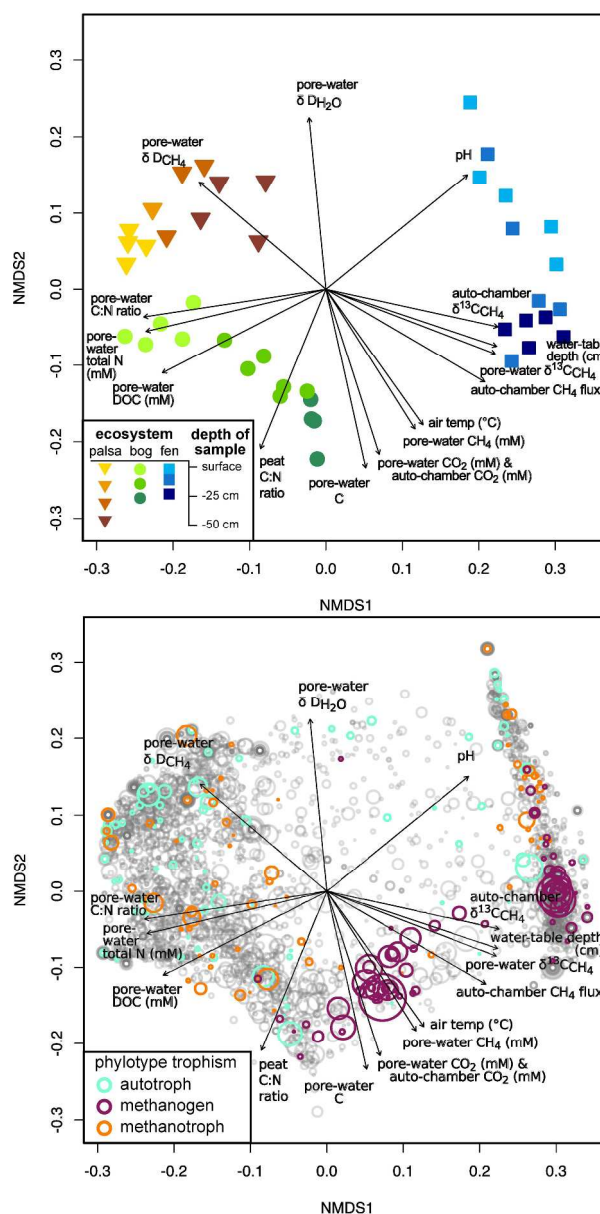 0.3
0.2
0.1
0.0
-0.1
-0.2
-0.3
NMDS2
pore-water
δ DH2O
pore-water
δ DCH4
pH
pore-water
C:N ratio
pore-
water
total N
(mM)
pore-water
DOC (mM)
auto-chamber
δ13CCH4
water-tab
depth (cm
pore-water δ13CCH4
auto-chamber CH4 flux
air temp (°C)
pore-water CH4 (mM)
pore-water CO2 (mM) &
auto-chamber CO2 (mM)
peat
C:N
ratio
pore-water
C
ecosystem
palsa bog fen
depth of
sample
surface
-25 cm
-50 cm
-0.3 -0.2 -0.1 0.0 0.1 0.2 0.3
NMDS1
0.3
0.2
0.1
0.0
-0.1
-0.2
-0.3
NMDS2
pore-water
δ DH2O
pore-water
δ DCH4
pH
pore-water
C:N ratio
pore-
water
total N (mM)
pore-water
DOC (mM)
auto-chamber
δ13CCH4
water-table depth
(cm
pore-water δ13CCH4
auto-chamber CH4 flux
air temp (°C)
pore-water CH4 (mM)
pore-water CO2 (mM) &
auto-chamber CO2 (mM)
peat
C:N
ratio
pore-water
C
phylotype trophism
autotroph
methanogen
methanotroph
-0.3 -0.2 -0.1 0.0 0.1 0.2 0.3
NMDS1